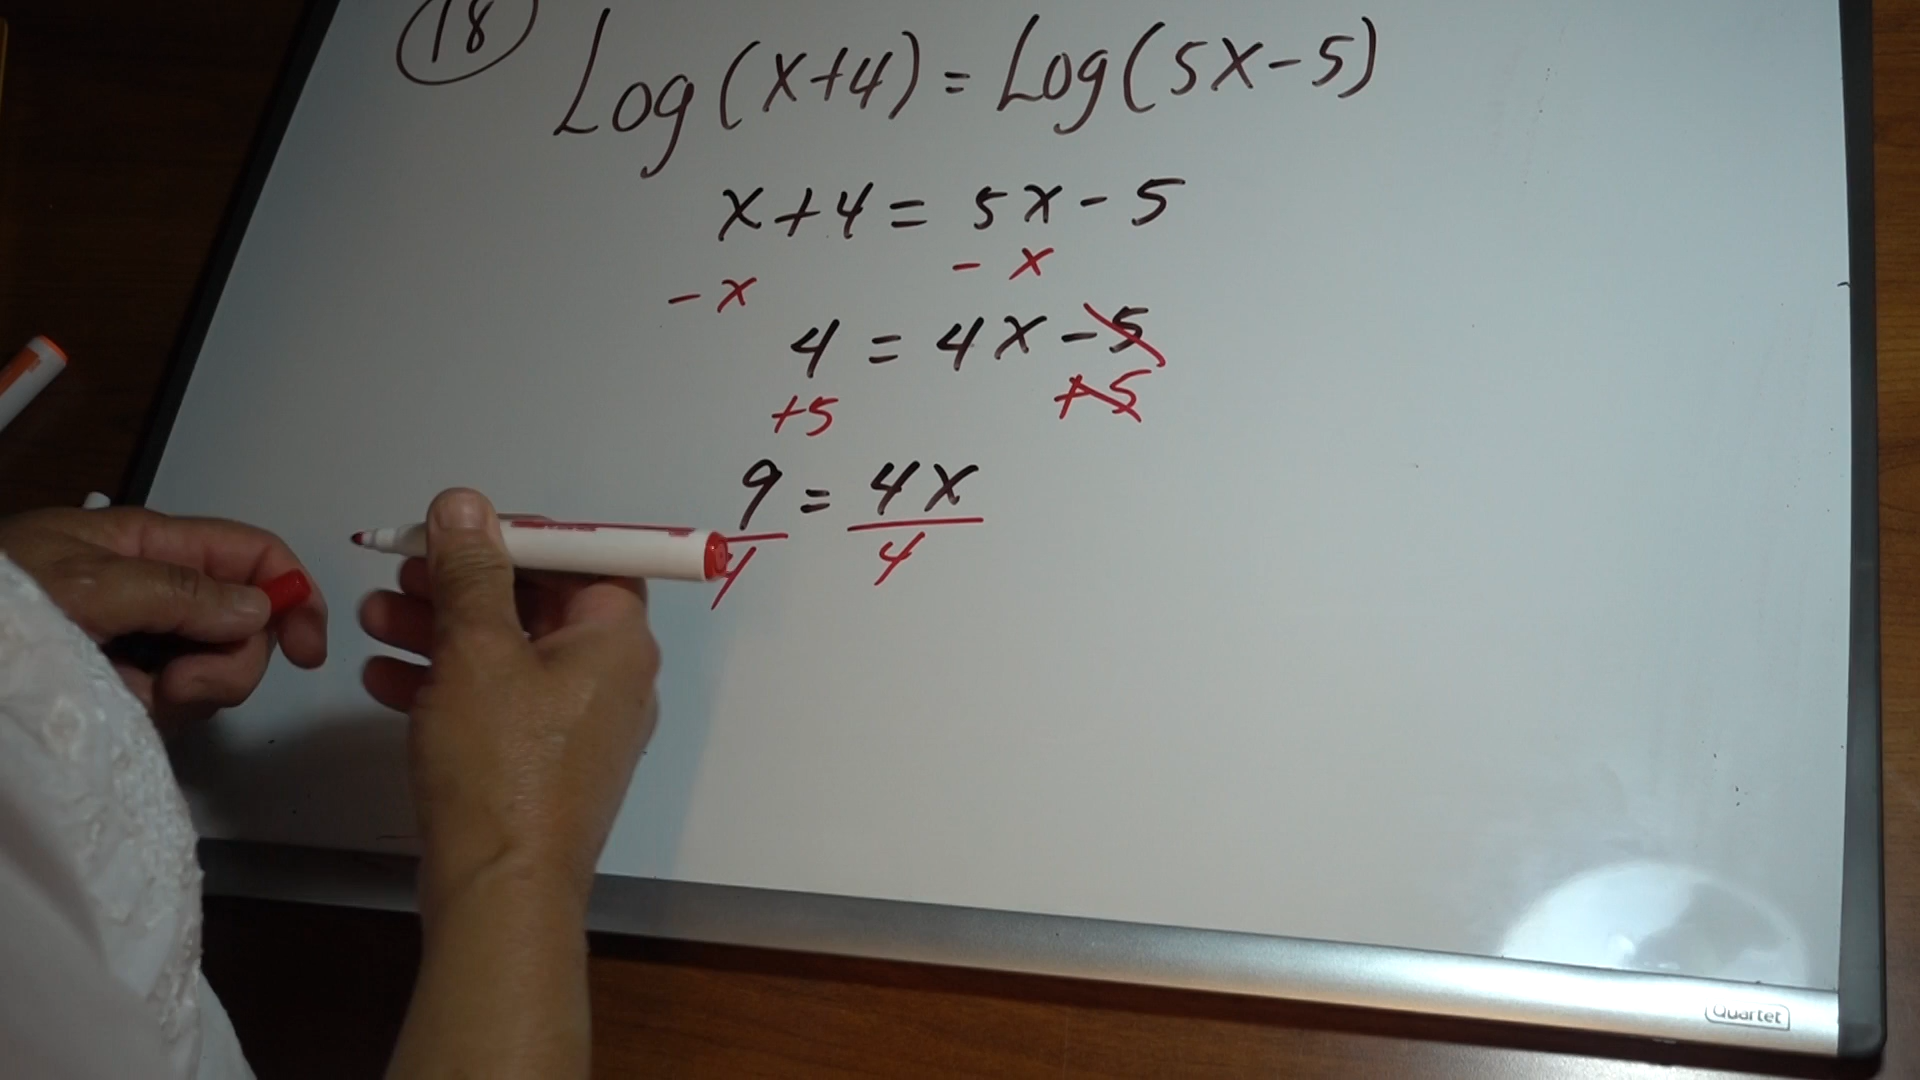 18
Log(x+4) = Log(5x-5)
x+4 = 5x-5
-x -x
4 = 4x-5
+5 +5
9 = 4x
4 4
Quartet